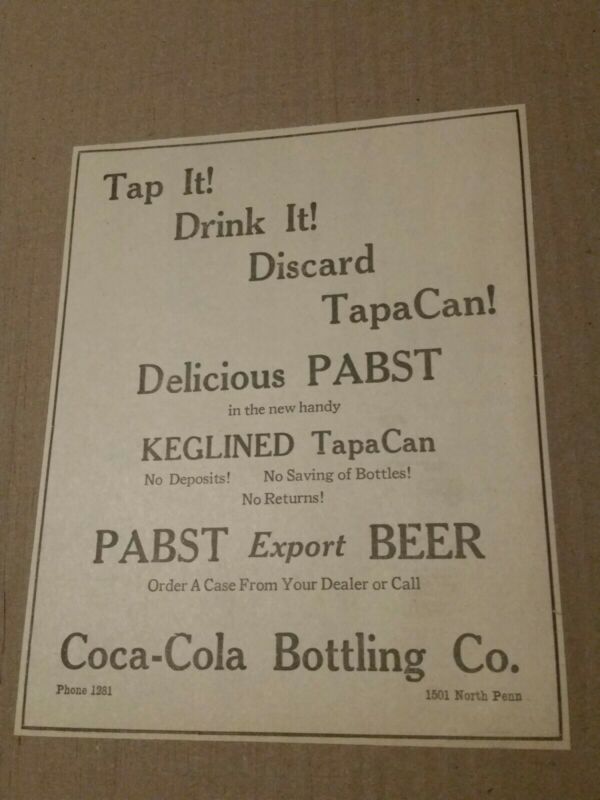 Tap It!
Drink It!
Discard
TapaCan!
Delicious PABST
in the new handy
KEGLINED TapaCan
No Deposits! No Saving of Bottles!
No Returns!
PABST Export BEER
Order A Case From Your Dealer or Call
Coca-Cola Bottling Co.
Phone 1281 1501 North Penn